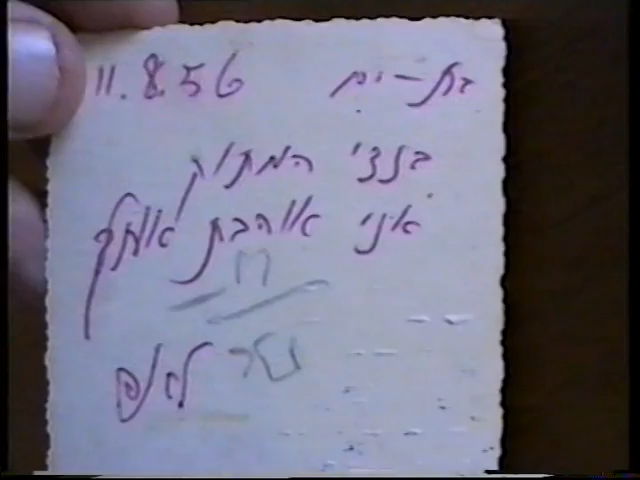 בת-ים 11.8.56
בנצי המתוק
אני אוהבת אותך